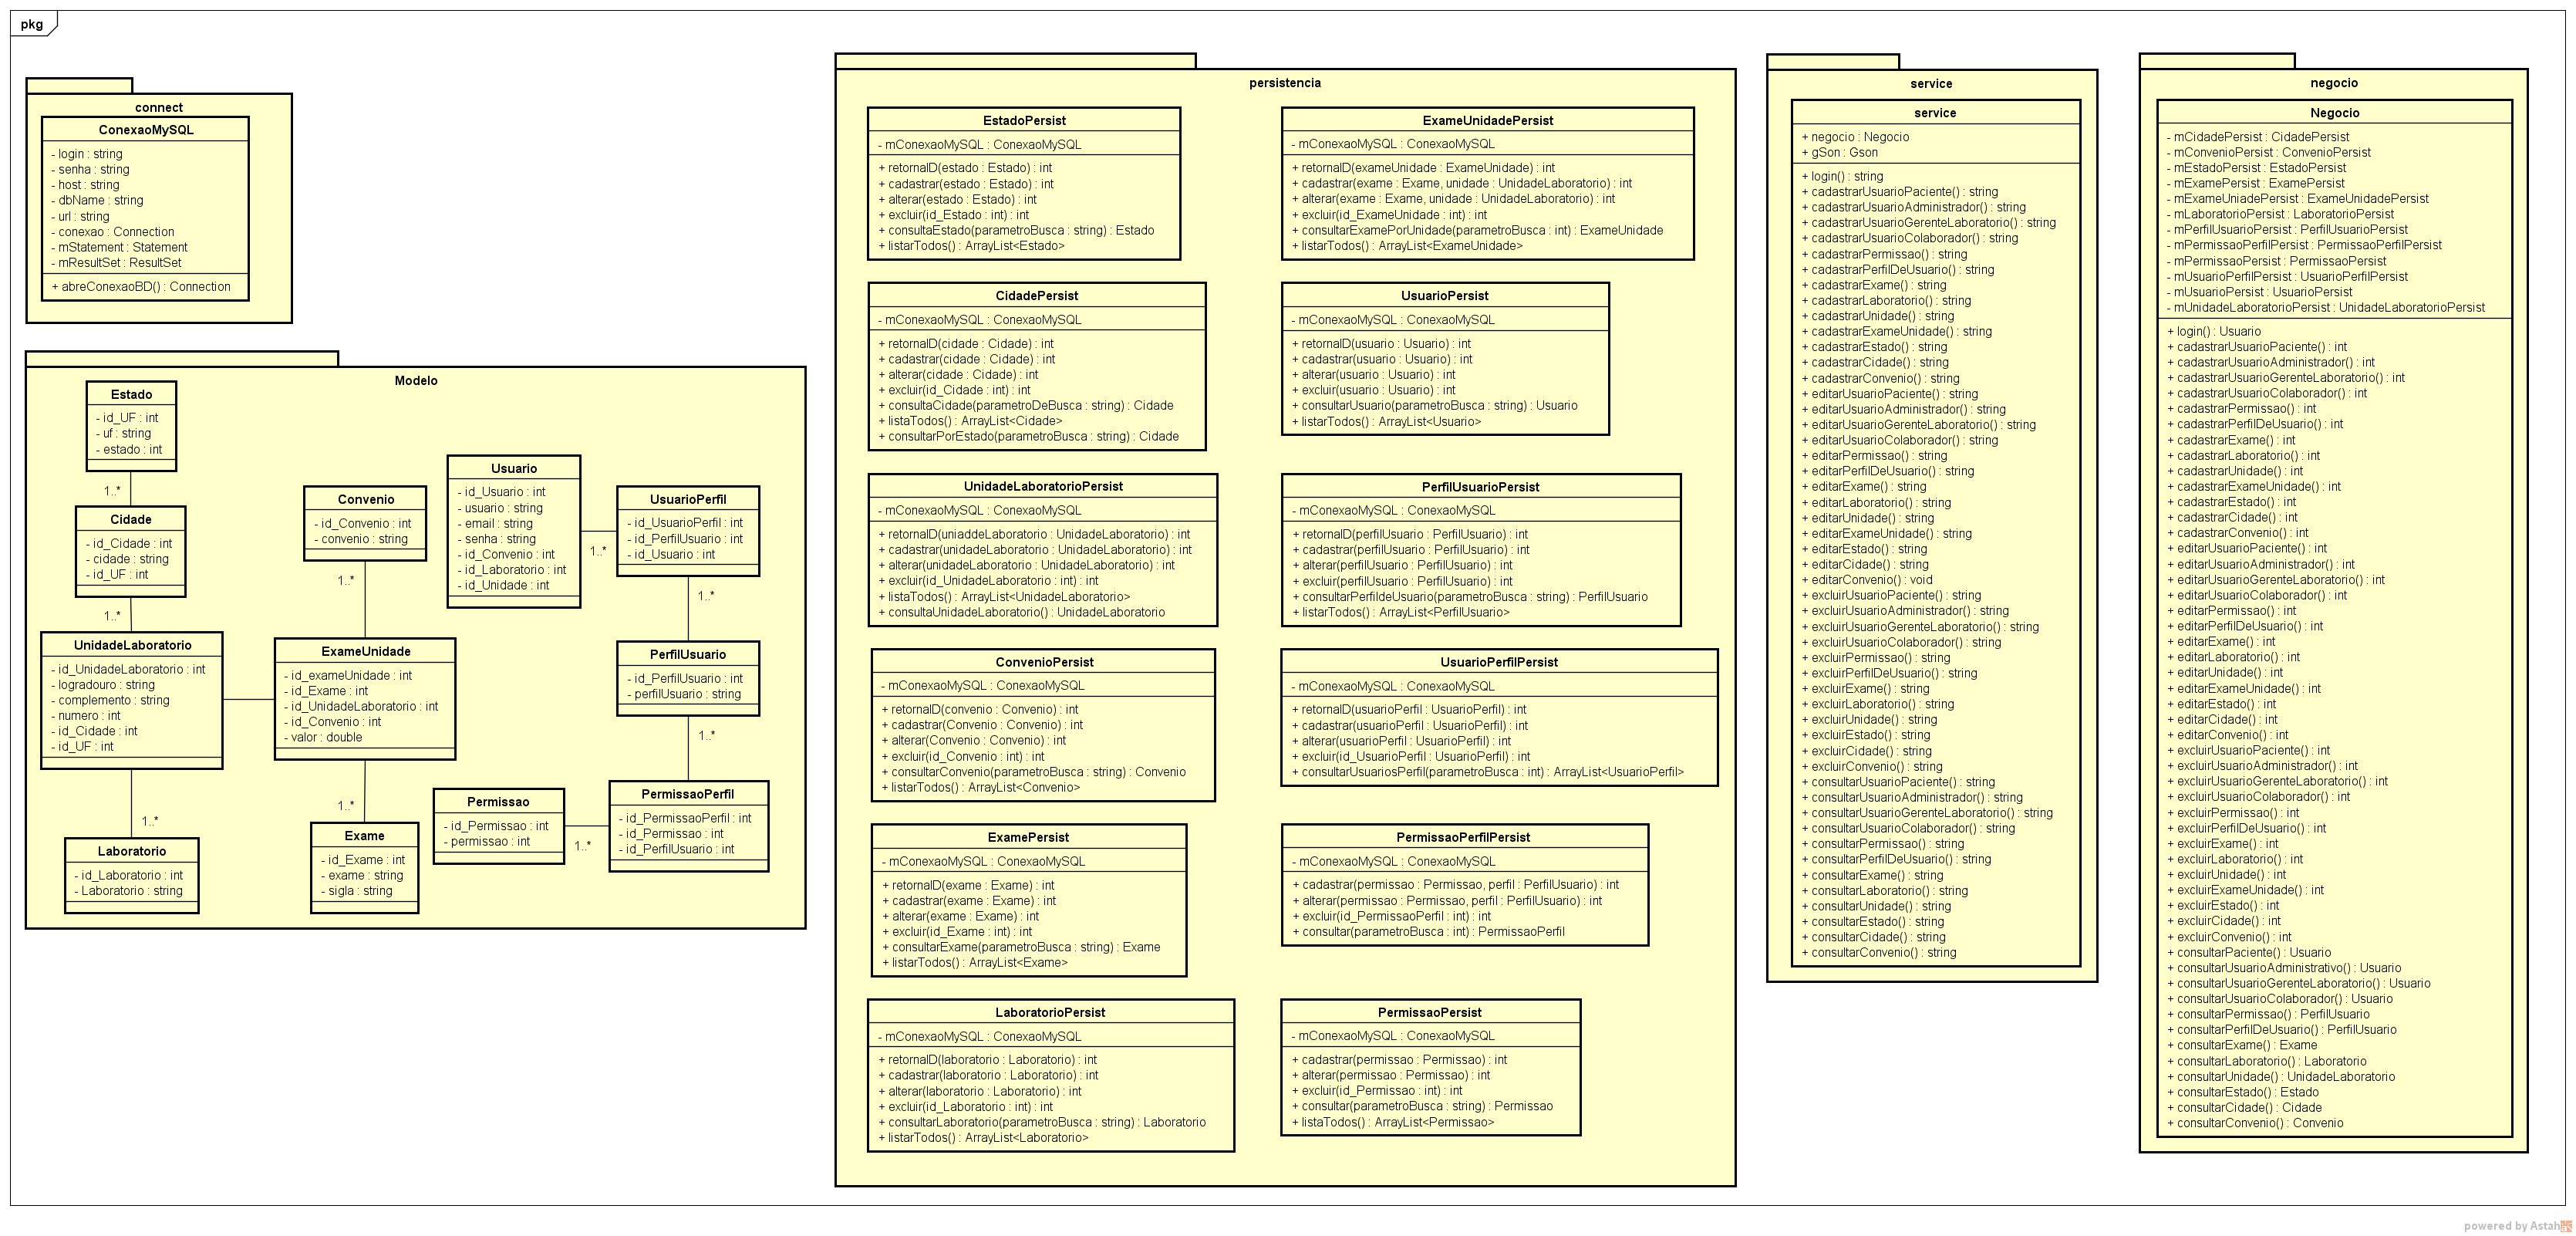 pkg
connect
ConexaoMySQL
- login : string
- senha : string
- host : string
- dbName : string
- url : string
- conexao : Connection
- mStatement : Statement
- mResultSet : ResultSet
+ abreConexaoBD() : Connection
Modelo
Estado
- id_UF : int
- uf : string
- estado : int
1..*
Cidade
- id_Cidade : int
- cidade : string
- id_UF : int
1..*
UnidadeLaboratorio
- id_UnidadeLaboratorio : int
- logradouro : string
- complemento : string
- numero : int
- id_Cidade : int
- id_UF : int
1..*
Laboratorio
- id_Laboratorio : int
- Laboratorio : string
Convenio
- id_Convenio : int
- convenio : string
1..*
ExameUnidade
- id_exameUnidade : int
- id_Exame : int
- id_UnidadeLaboratorio : int
- id_Convenio : int
- valor : double
1..*
Exame
- id_Exame : int
- exame : string
- sigla : string
Usuario
- id_Usuario : int
- usuario : string
- email : string
- senha : string
- id_Convenio : int
- id_Laboratorio : int
- id_Unidade : int
1..*
UsuarioPerfil
- id_UsuarioPerfil : int
- id_PerfilUsuario : int
- id_Usuario : int
1..*
PerfilUsuario
- id_PerfilUsuario : int
- perfilUsuario : string
1..*
Permissao
- id_Permissao : int
- permissao : int
1..*
PermissaoPerfil
- id_PermissaoPerfil : int
- id_Permissao : int
- id_PerfilUsuario : int
persistencia
EstadoPersist
- mConexaoMySQL : ConexaoMySQL
+ retornaID(estado : Estado) : int
+ cadastrar(estado : Estado) : int
+ alterar(estado : Estado) : int
+ excluir(id_Estado : int) : int
+ consultaEstado(parametroBusca : string) : Estado
+ listarTodos() : ArrayList<Estado>
CidadePersist
- mConexaoMySQL : ConexaoMySQL
+ retornaID(cidade : Cidade) : int
+ cadastrar(cidade : Cidade) : int
+ alterar(cidade : Cidade) : int
+ excluir(id_Cidade : int) : int
+ consultaCidade(parametroDeBusca : string) : Cidade
+ listaTodos() : ArrayList<Cidade>
+ consultarPorEstado(parametroBusca : string) : Cidade
UnidadeLaboratorioPersist
- mConexaoMySQL : ConexaoMySQL
+ retornaID(uniaddeLaboratorio : UnidadeLaboratorio) : int
+ cadastrar(unidadeLaboratorio : UnidadeLaboratorio) : int
+ alterar(unidadeLaboratorio : UnidadeLaboratorio) : int
+ excluir(id_UnidadeLaboratorio : int) : int
+ listaTodos() : ArrayList<UnidadeLaboratorio>
+ consultaUnidadeLaboratorio() : UnidadeLaboratorio
ConvenioPersist
- mConexaoMySQL : ConexaoMySQL
+ retornaID(convenio : Convenio) : int
+ cadastrar(Convenio : Convenio) : int
+ alterar(Convenio : Convenio) : int
+ excluir(id_Convenio : int) : int
+ consultarConvenio(parametroBusca : string) : Convenio
+ listarTodos() : ArrayList<Convenio>
ExamePersist
- mConexaoMySQL : ConexaoMySQL
+ retornaID(exame : Exame) : int
+ cadastrar(exame : Exame) : int
+ alterar(exame : Exame) : int
+ excluir(id_Exame : int) : int
+ consultarExame(parametroBusca : string) : Exame
+ listarTodos() : ArrayList<Exame>
LaboratorioPersist
- mConexaoMySQL : ConexaoMySQL
+ retornaID(laboratorio : Laboratorio) : int
+ cadastrar(laboratorio : Laboratorio) : int
+ alterar(laboratorio : Laboratorio) : int
+ excluir(id_Laboratorio : int) : int
+ consultarLaboratorio(parametroBusca : string) : Laboratorio
+ listarTodos() : ArrayList<Laboratorio>
ExameUnidadePersist
- mConexaoMySQL : ConexaoMySQL
+ retornaID(exameUnidade : ExameUnidade) : int
+ cadastrar(exame : Exame, unidade : UnidadeLaboratorio) : int
+ alterar(exame : Exame, unidade : UnidadeLaboratorio) : int
+ excluir(id_ExameUnidade : int) : int
+ consultarExamePorUnidade(parametroBusca : int) : ExameUnidade
+ listarTodos() : ArrayList<ExameUnidade>
UsuarioPersist
- mConexaoMySQL : ConexaoMySQL
+ retornaID(usuario : Usuario) : int
+ cadastrar(usuario : Usuario) : int
+ alterar(usuario : Usuario) : int
+ excluir(usuario : Usuario) : int
+ consultarUsuario(parametroBusca : string) : Usuario
+ listarTodos() : ArrayList<Usuario>
PerfilUsuarioPersist
- mConexaoMySQL : ConexaoMySQL
+ retornaID(perfilUsuario : PerfilUsuario) : int
+ cadastrar(perfilUsuario : PerfilUsuario) : int
+ alterar(perfilUsuario : PerfilUsuario) : int
+ excluir(perfilUsuario : PerfilUsuario) : int
+ consultarPerfildeUsuario(parametroBusca : string) : PerfilUsuario
+ listarTodos() : ArrayList<PerfilUsuario>
UsuarioPerfilPersist
- mConexaoMySQL : ConexaoMySQL
+ retornaID(usuarioPerfil : UsuarioPerfil) : int
+ cadastrar(usuarioPerfil : UsuarioPerfil) : int
+ alterar(usuarioPerfil : UsuarioPerfil) : int
+ excluir(id_UsuarioPerfil : UsuarioPerfil) : int
+ consultarUsuariosPerfil(parametroBusca : int) : ArrayList<UsuarioPerfil>
PermissaoPerfilPersist
- mConexaoMySQL : ConexaoMySQL
+ cadastrar(permissao : Permissao, perfil : PerfilUsuario) : int
+ alterar(permissao : Permissao, perfil : PerfilUsuario) : int
+ excluir(id_PermissaoPerfil : int) : int
+ consultar(parametroBusca : int) : PermissaoPerfil
PermissaoPersist
- mConexaoMySQL : ConexaoMySQL
+ cadastrar(permissao : Permissao) : int
+ alterar(permissao : Permissao) : int
+ excluir(id_Permissao : int) : int
+ consultar(parametroBusca : string) : Permissao
+ listaTodos() : ArrayList<Permissao>
service
service
+ negocio : Negocio
+ gSon : Gson
+ login() : string
+ cadastrarUsuarioPaciente() : string
+ cadastrarUsuarioAdministrador() : string
+ cadastrarUsuarioGerenteLaboratorio() : string
+ cadastrarUsuarioColaborador() : string
+ cadastrarPermissao() : string
+ cadastrarPerfilDeUsuario() : string
+ cadastrarExame() : string
+ cadastrarLaboratorio() : string
+ cadastrarUnidade() : string
+ cadastrarExameUnidade() : string
+ cadastrarEstado() : string
+ cadastrarCidade() : string
+ cadastrarConvenio() : string
+ editarUsuarioPaciente() : string
+ editarUsuarioAdministrador() : string
+ editarUsuarioGerenteLaboratorio() : string
+ editarUsuarioColaborador() : string
+ editarPermissao() : string
+ editarPerfilDeUsuario() : string
+ editarExame() : string
+ editarLaboratorio() : string
+ editarUnidade() : string
+ editarExameUnidade() : string
+ editarEstado() : string
+ editarCidade() : string
+ editarConvenio() : void
+ excluirUsuarioPaciente() : string
+ excluirUsuarioAdministrador() : string
+ excluirUsuarioGerenteLaboratorio() : string
+ excluirUsuarioColaborador() : string
+ excluirPermissao() : string
+ excluirPerfilDeUsuario() : string
+ excluirExame() : string
+ excluirLaboratorio() : string
+ excluirUnidade() : string
+ excluirEstado() : string
+ excluirCidade() : string
+ excluirConvenio() : string
+ consultarUsuarioPaciente() : string
+ consultarUsuarioAdministrador() : string
+ consultarUsuarioGerenteLaboratorio() : string
+ consultarUsuarioColaborador() : string
+ consultarPermissao() : string
+ consultarPerfilDeUsuario() : string
+ consultarExame() : string
+ consultarLaboratorio() : string
+ consultarUnidade() : string
+ consultarEstado() : string
+ consultarCidade() : string
+ consultarConvenio() : string
negocio
Negocio
- mCidadePersist : CidadePersist
- mConvenioPersist : ConvenioPersist
- mEstadoPersist : EstadoPersist
- mExamePersist : ExamePersist
- mExameUniadePersist : ExameUnidadePersist
- mLaboratorioPersist : LaboratorioPersist
- mPerfilUsuarioPersist : PerfilUsuarioPersist
- mPermissaoPerfilPersist : PermissaoPerfilPersist
- mPermissaoPersist : PermissaoPersist
- mUsuarioPerfilPersist : UsuarioPerfilPersist
- mUsuarioPersist : UsuarioPersist
- mUnidadeLaboratorioPersist : UnidadeLaboratorioPersist
+ login() : Usuario
+ cadastrarUsuarioPaciente() : int
+ cadastrarUsuarioAdministrador() : int
+ cadastrarUsuarioGerenteLaboratorio() : int
+ cadastrarUsuarioColaborador() : int
+ cadastrarPermissao() : int
+ cadastrarPerfilDeUsuario() : int
+ cadastrarExame() : int
+ cadastrarLaboratorio() : int
+ cadastrarUnidade() : int
+ cadastrarExameUnidade() : int
+ cadastrarEstado() : int
+ cadastrarCidade() : int
+ cadastrarConvenio() : int
+ editarUsuarioPaciente() : int
+ editarUsuarioAdministrador() : int
+ editarUsuarioGerenteLaboratorio() : int
+ editarUsuarioColaborador() : int
+ editarPermissao() : int
+ editarPerfilDeUsuario() : int
+ editarExame() : int
+ editarLaboratorio() : int
+ editarUnidade() : int
+ editarExameUnidade() : int
+ editarEstado() : int
+ editarCidade() : int
+ editarConvenio() : int
+ excluirUsuarioPaciente() : int
+ excluirUsuarioAdministrador() : int
+ excluirUsuarioGerenteLaboratorio() : int
+ excluirUsuarioColaborador() : int
+ excluirPermissao() : int
+ excluirPerfilDeUsuario() : int
+ excluirExame() : int
+ excluirLaboratorio() : int
+ excluirUnidade() : int
+ excluirExameUnidade() : int
+ excluirEstado() : int
+ excluirCidade() : int
+ excluirConvenio() : int
+ consultarPaciente() : Usuario
+ consultarUsuarioAdministrativo() : Usuario
+ consultarUsuarioGerenteLaboratorio() : Usuario
+ consultarUsuarioColaborador() : Usuario
+ consultarPermissao() : PerfilUsuario
+ consultarPerfilDeUsuario() : PerfilUsuario
+ consultarExame() : Exame
+ consultarLaboratorio() : Laboratorio
+ consultarUnidade() : UnidadeLaboratorio
+ consultarEstado() : Estado
+ consultarCidade() : Cidade
+ consultarConvenio() : Convenio
powered by Astah